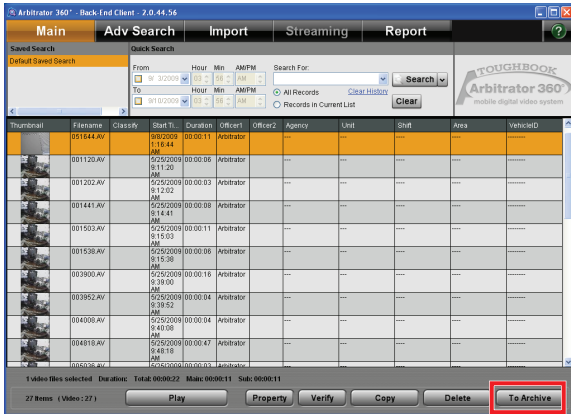 Arbitrator 360° - Back-End Client - 2.0.44.56
Main Adv Search Import Streaming Report ?
Saved Search Quick Search
Default Saved Search
From Hour Min AM/PM Search For:
9/ 3/2009 03 56 AM Search
To Hour Min AM/PM All Records Clear History
9/10/2009 03 56 AM Records in Current List Clear
TOUGHBOOK
Arbitrator 360°
mobile digital video system
Thumbnail Filename Classify Start Ti... Duration Officer1 Officer2 Agency Unit Shift Area VehicleID
051644.AV 9/8/2009 00:00:11 Arbitrator --- --- ---- ---- --------
1:16:44
AM
001120.AV 5/25/2009 00:00:06 Arbitrator --- --- ---- ---- --------
9:11:20
AM
001202.AV 5/25/2009 00:00:03 Arbitrator --- --- ---- ---- --------
9:12:02
AM
001441.AV 5/25/2009 00:00:08 Arbitrator --- --- ---- ---- --------
9:14:41
AM
001503.AV 5/25/2009 00:00:11 Arbitrator --- --- ---- ---- --------
9:15:03
AM
001538.AV 5/25/2009 00:00:06 Arbitrator --- --- ---- ---- --------
9:15:38
AM
003900.AV 5/25/2009 00:00:16 Arbitrator --- --- ---- ---- --------
9:39:00
AM
003952.AV 5/25/2009 00:00:04 Arbitrator --- --- ---- ---- --------
9:39:52
AM
004008.AV 5/25/2009 00:00:04 Arbitrator --- --- ---- ---- --------
9:40:08
AM
004818.AV 5/25/2009 00:00:47 Arbitrator --- --- ---- ---- --------
9:48:18
AM
005036.AV 5/25/2009 00:00:03 Arbitrator --- --- ---- ---- --------
1 video files selected Duration: Total: 00:00:22 Main: 00:00:11 Sub: 00:00:11
27 Items ( Video : 27 ) Play Property Verify Copy Delete To Archive